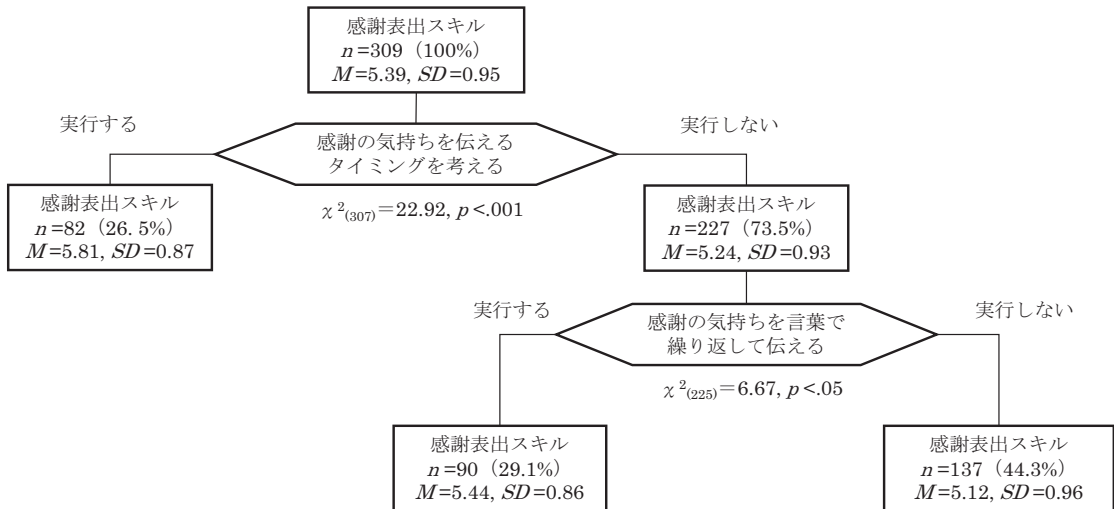 感謝表出スキル
n=309（100%）
M=5.39, SD=0.95
実行する
感謝の気持ちを伝える
タイミングを考える
実行しない
感謝表出スキル
n=82（26. 5%）
M=5.81, SD=0.87
χ²₍₃₀₇₎=22.92, p<.001
感謝表出スキル
n=227（73.5%）
M=5.24, SD=0.93
実行する
感謝の気持ちを言葉で
繰り返して伝える
実行しない
χ²₍₂₂₅₎=6.67, p<.05
感謝表出スキル
n=90（29.1%）
M=5.44, SD=0.86
感謝表出スキル
n=137（44.3%）
M=5.12, SD=0.96